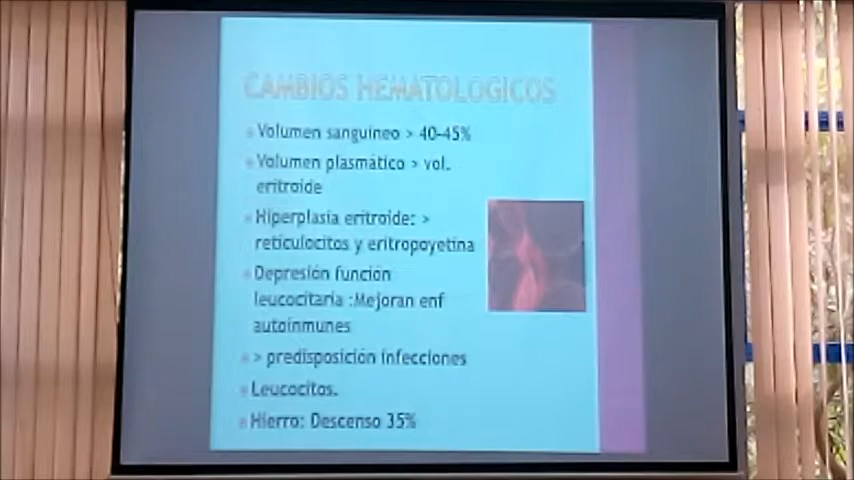 CAMBIOS HEMATOLOGICOS
Volumen sanguíneo > 40-45%
Volumen plasmático > vol.
eritroide
Hiperplasia eritroide: >
reticulocitos y eritropoyetina
Depresión función
leucocitaria :Mejoran enf
autoinmunes
> predisposición infecciones
Leucocitos.
Hierro: Descenso 35%